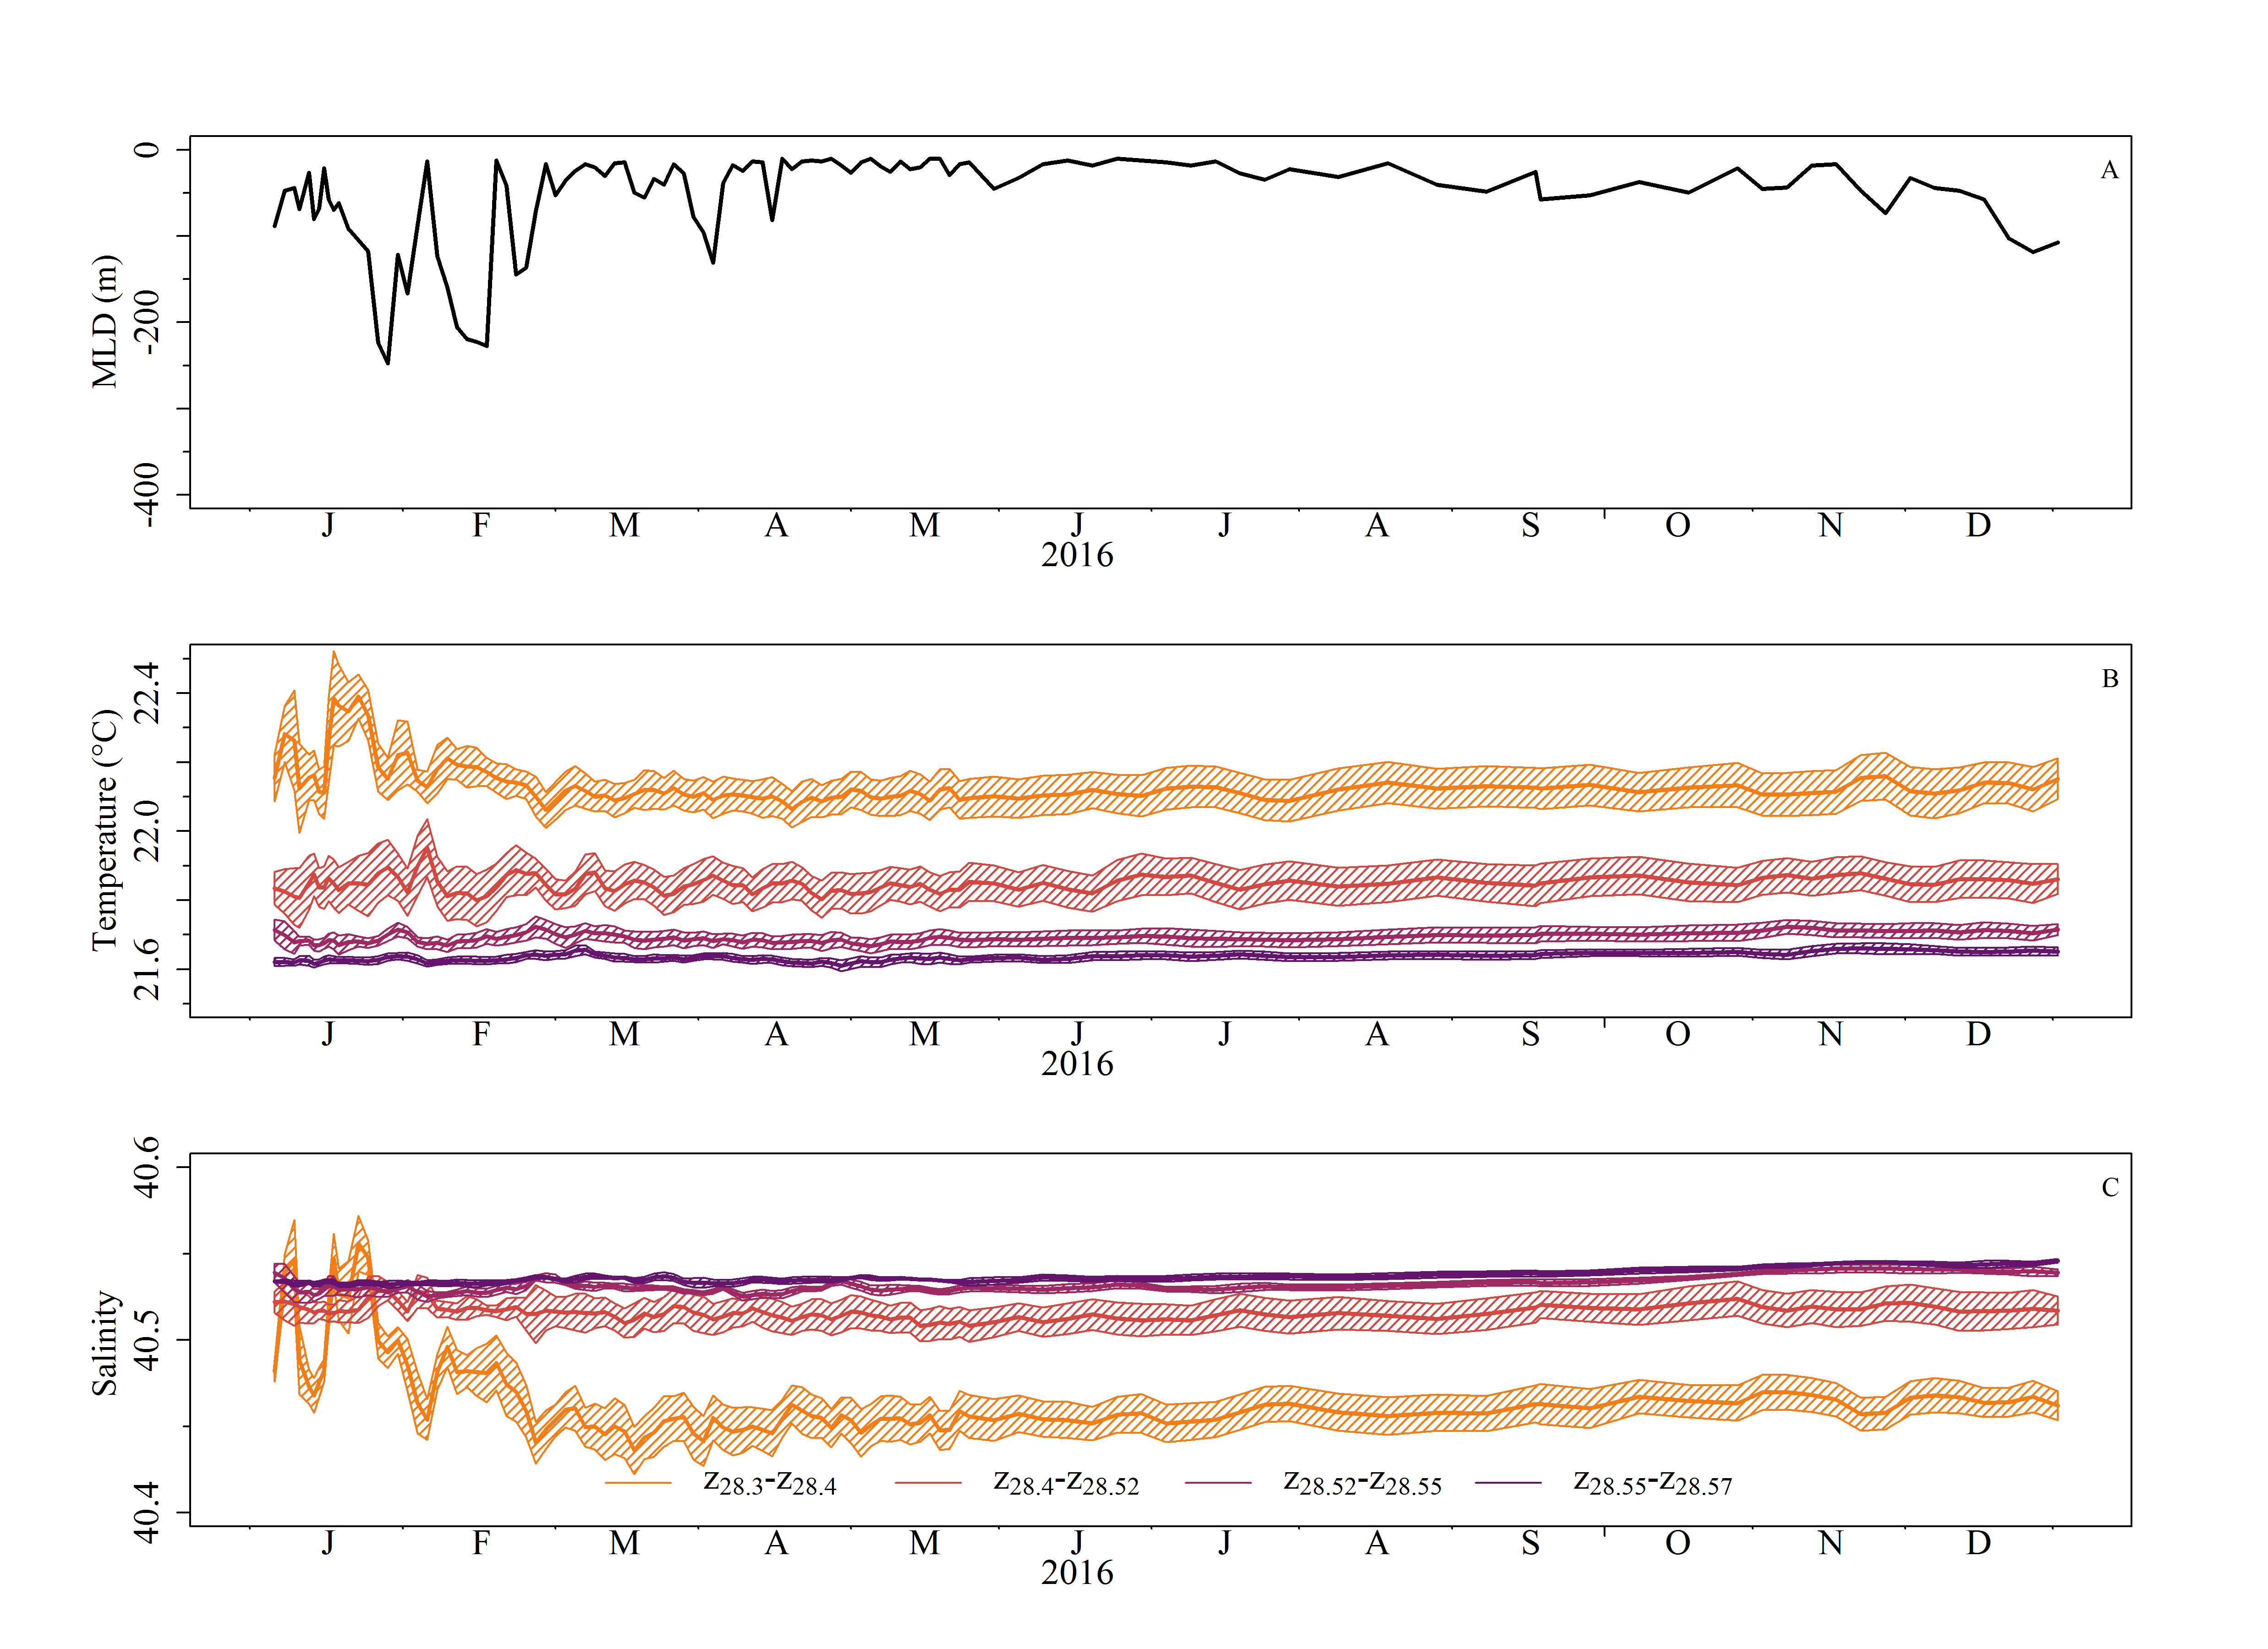 A
MLD (m)
0
-200
-400
J F M A M J J A S O N D
2016
B
Temperature (°C)
22.4
22.0
21.6
J F M A M J J A S O N D
2016
C
Salinity
40.6
40.5
40.4
z28.3-z28.4 z28.4-z28.52 z28.52-z28.55 z28.55-z28.57
J F M A M J J A S O N D
2016